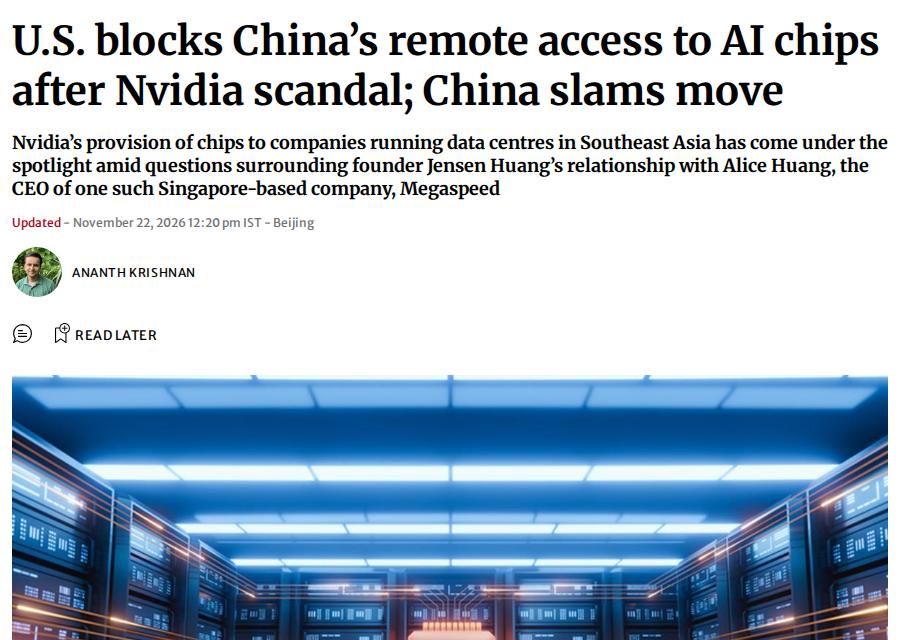 U.S. blocks China’s remote access to AI chips
after Nvidia scandal; China slams move
Nvidia’s provision of chips to companies running data centres in Southeast Asia has come under the
spotlight amid questions surrounding founder Jensen Huang’s relationship with Alice Huang, the
CEO of one such Singapore-based company, Megaspeed
Updated - November 22, 2026 12:20 pm IST - Beijing
ANANTH KRISHNAN
READ LATER